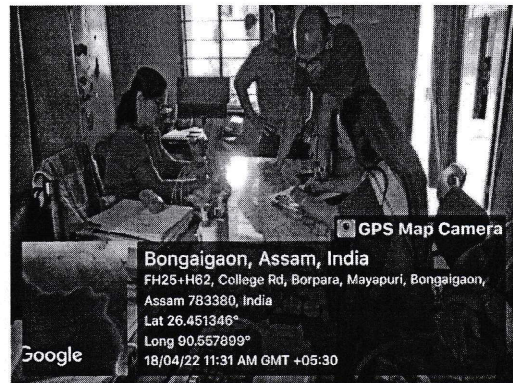 GPS Map Camera
Bongaigaon, Assam, India
FH25+H62, College Rd, Borpara, Mayapuri, Bongaigaon,
Assam 783380, India
Lat 26.451346°
Long 90.557899°
18/04/22 11:31 AM GMT +05:30
Google